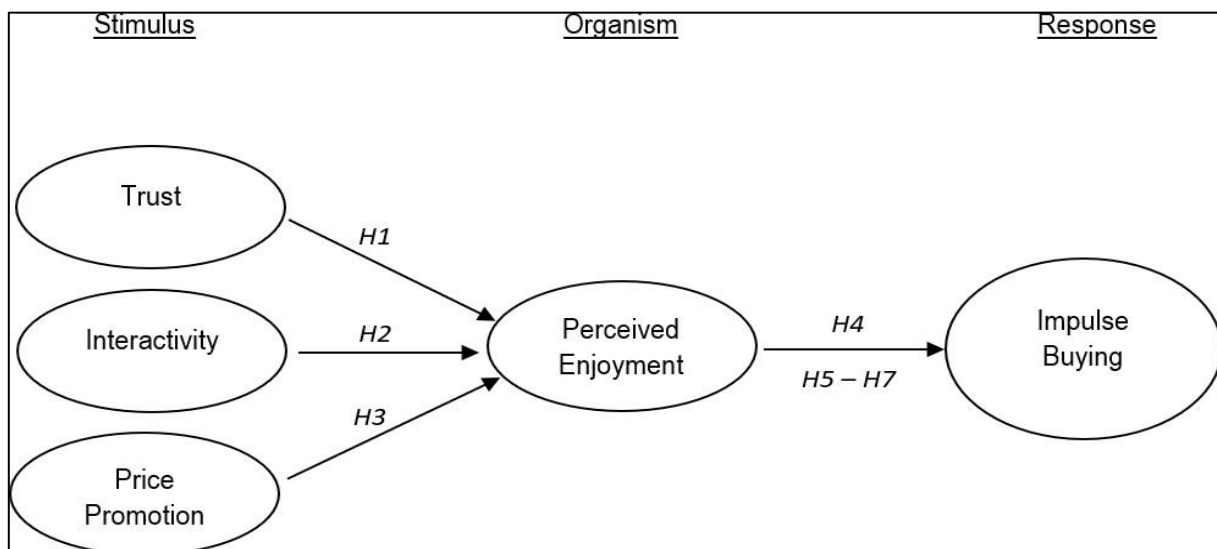 Stimulus
Organism
Response
Trust
H1
Interactivity
H2
Perceived
Enjoyment
H4
H5 – H7
Impulse
Buying
H3
Price
Promotion